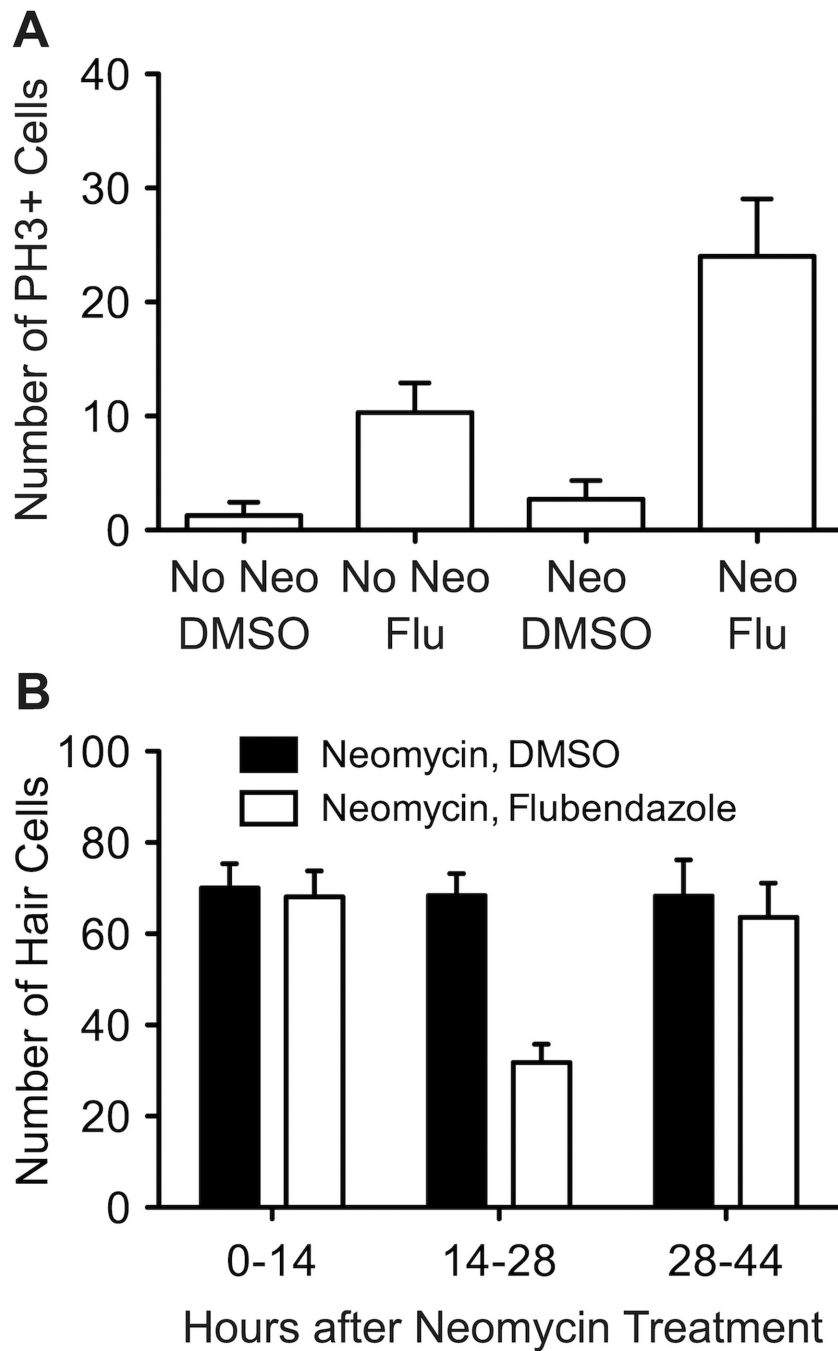 A
Number of PH3+ Cells
40
30
20
10
0
No Neo No Neo Neo Neo
DMSO Flu DMSO Flu
B
Number of Hair Cells
100
80
60
40
20
0
Neomycin, DMSO
Neomycin, Flubendazole
0-14 14-28 28-44
Hours after Neomycin Treatment